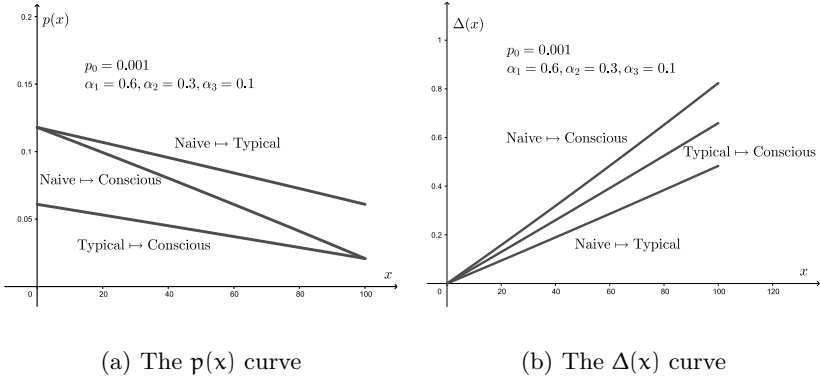 0.2
p(x)
p₀ = 0.001
α₁ = 0.6, α₂ = 0.3, α₃ = 0.1
0.15
Naive ↦ Typical
0.1
Naive ↦ Conscious
0.05
Typical ↦ Conscious
x
0 20 40 60 80 100
(a) The p(x) curve
1
Δ(x)
p₀ = 0.001
α₁ = 0.6, α₂ = 0.3, α₃ = 0.1
0.8
Naive ↦ Conscious
0.6
Typical ↦ Conscious
0.4
Naive ↦ Typical
0.2
x
0 20 40 60 80 100 120
(b) The Δ(x) curve